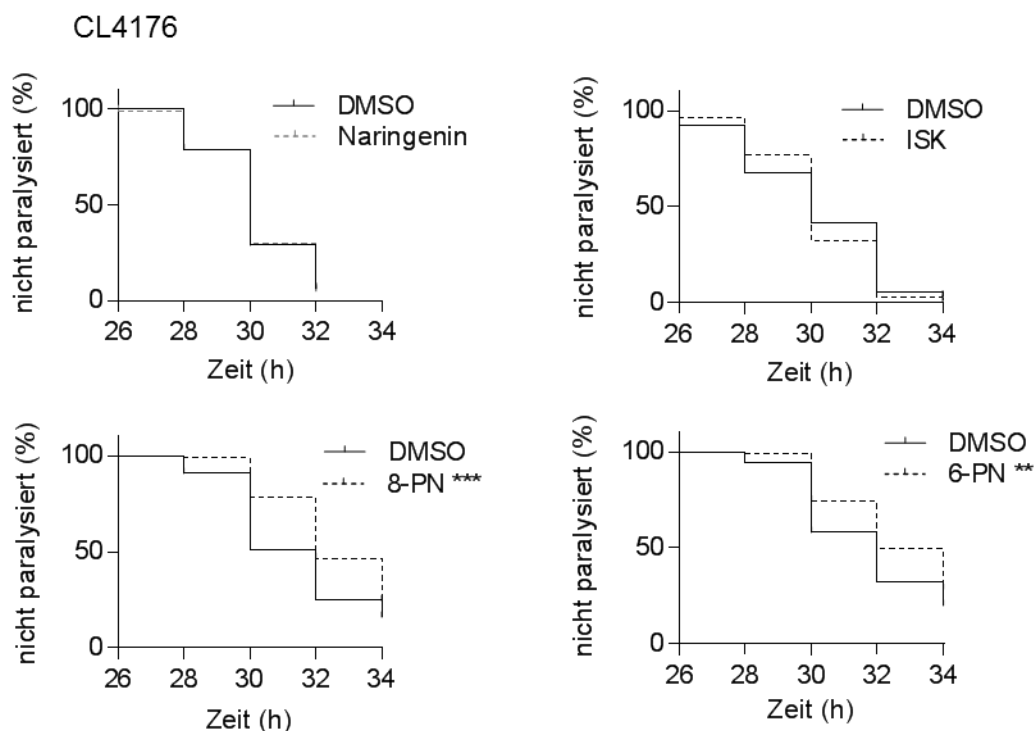 CL4176
nicht paralysiert (%)
100
50
0
DMSO
Naringenin
26 28 30 32 34
Zeit (h)
nicht paralysiert (%)
100
50
0
DMSO
ISK
26 28 30 32 34
Zeit (h)
nicht paralysiert (%)
100
50
0
DMSO
8-PN ***
26 28 30 32 34
Zeit (h)
nicht paralysiert (%)
100
50
0
DMSO
6-PN **
26 28 30 32 34
Zeit (h)